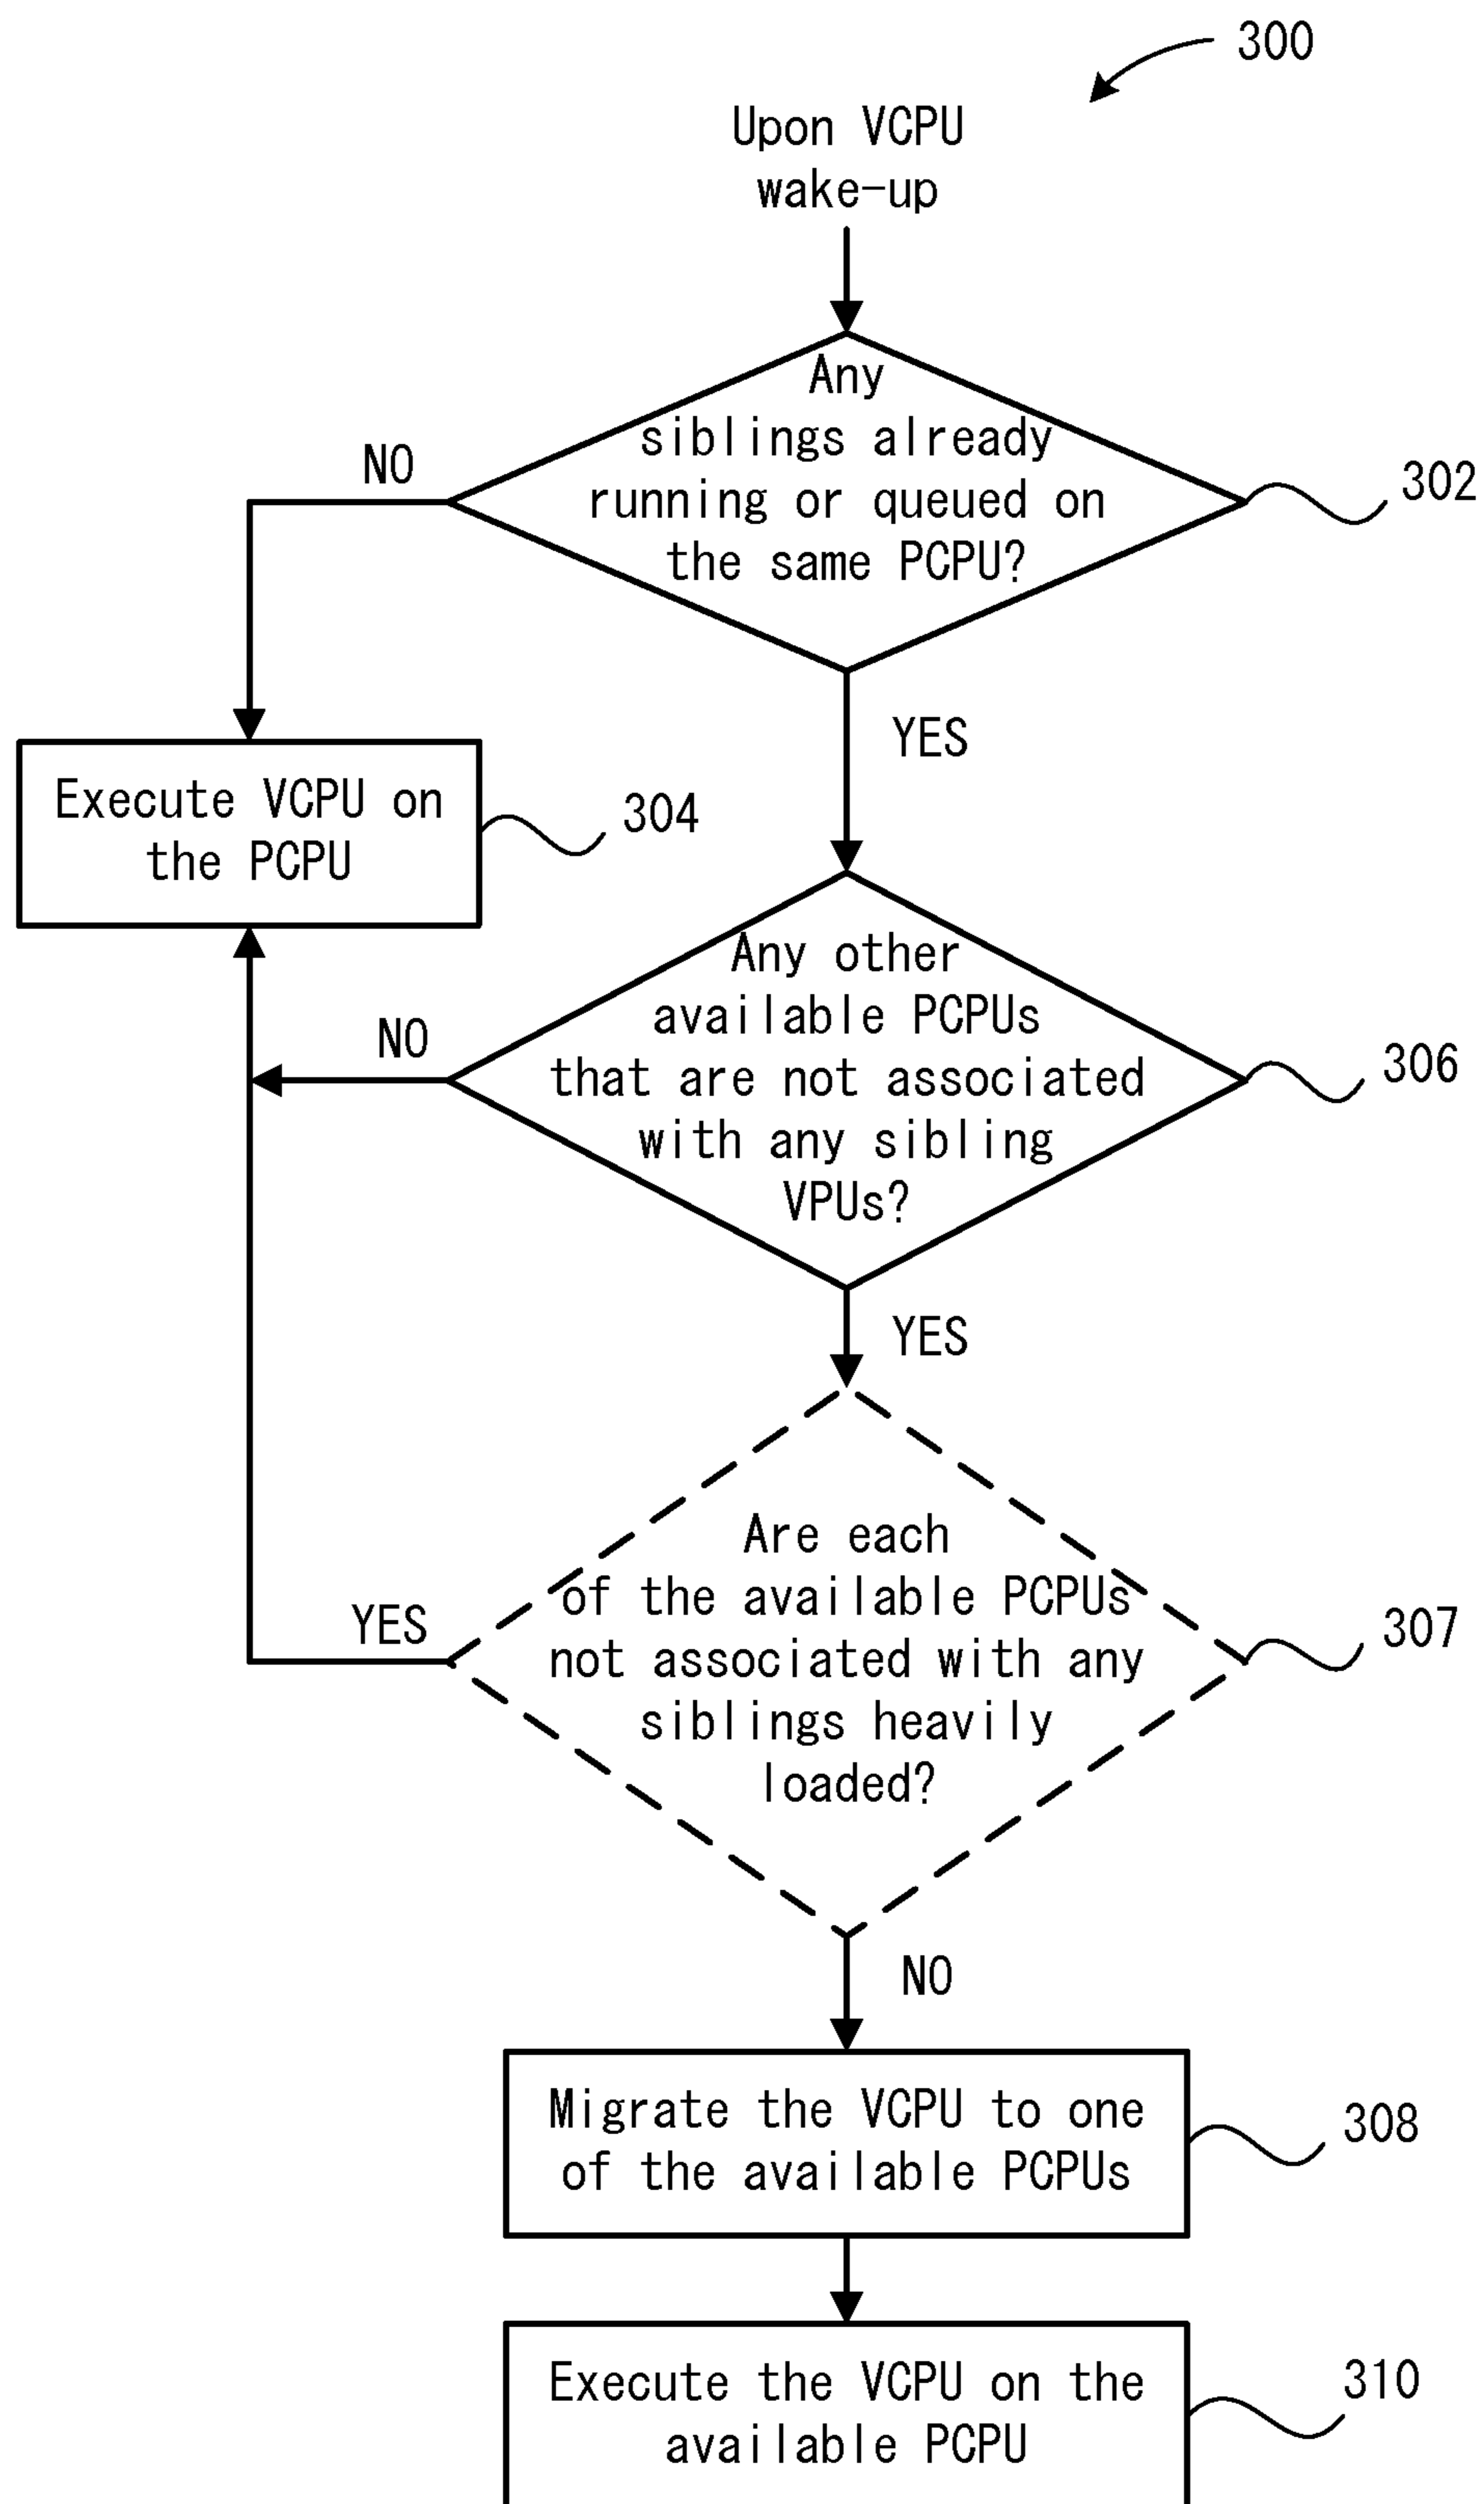 300
Upon VCPU
wake-up
Any
siblings already
running or queued on
the same PCPU?
302
NO
YES
Execute VCPU on
the PCPU
304
Any other
available PCPUs
that are not associated
with any sibling
VPUs?
306
NO
YES
Are each
of the available PCPUs
not associated with any
siblings heavily
loaded?
307
YES
NO
Migrate the VCPU to one
of the available PCPUs
308
Execute the VCPU on the
available PCPU
310